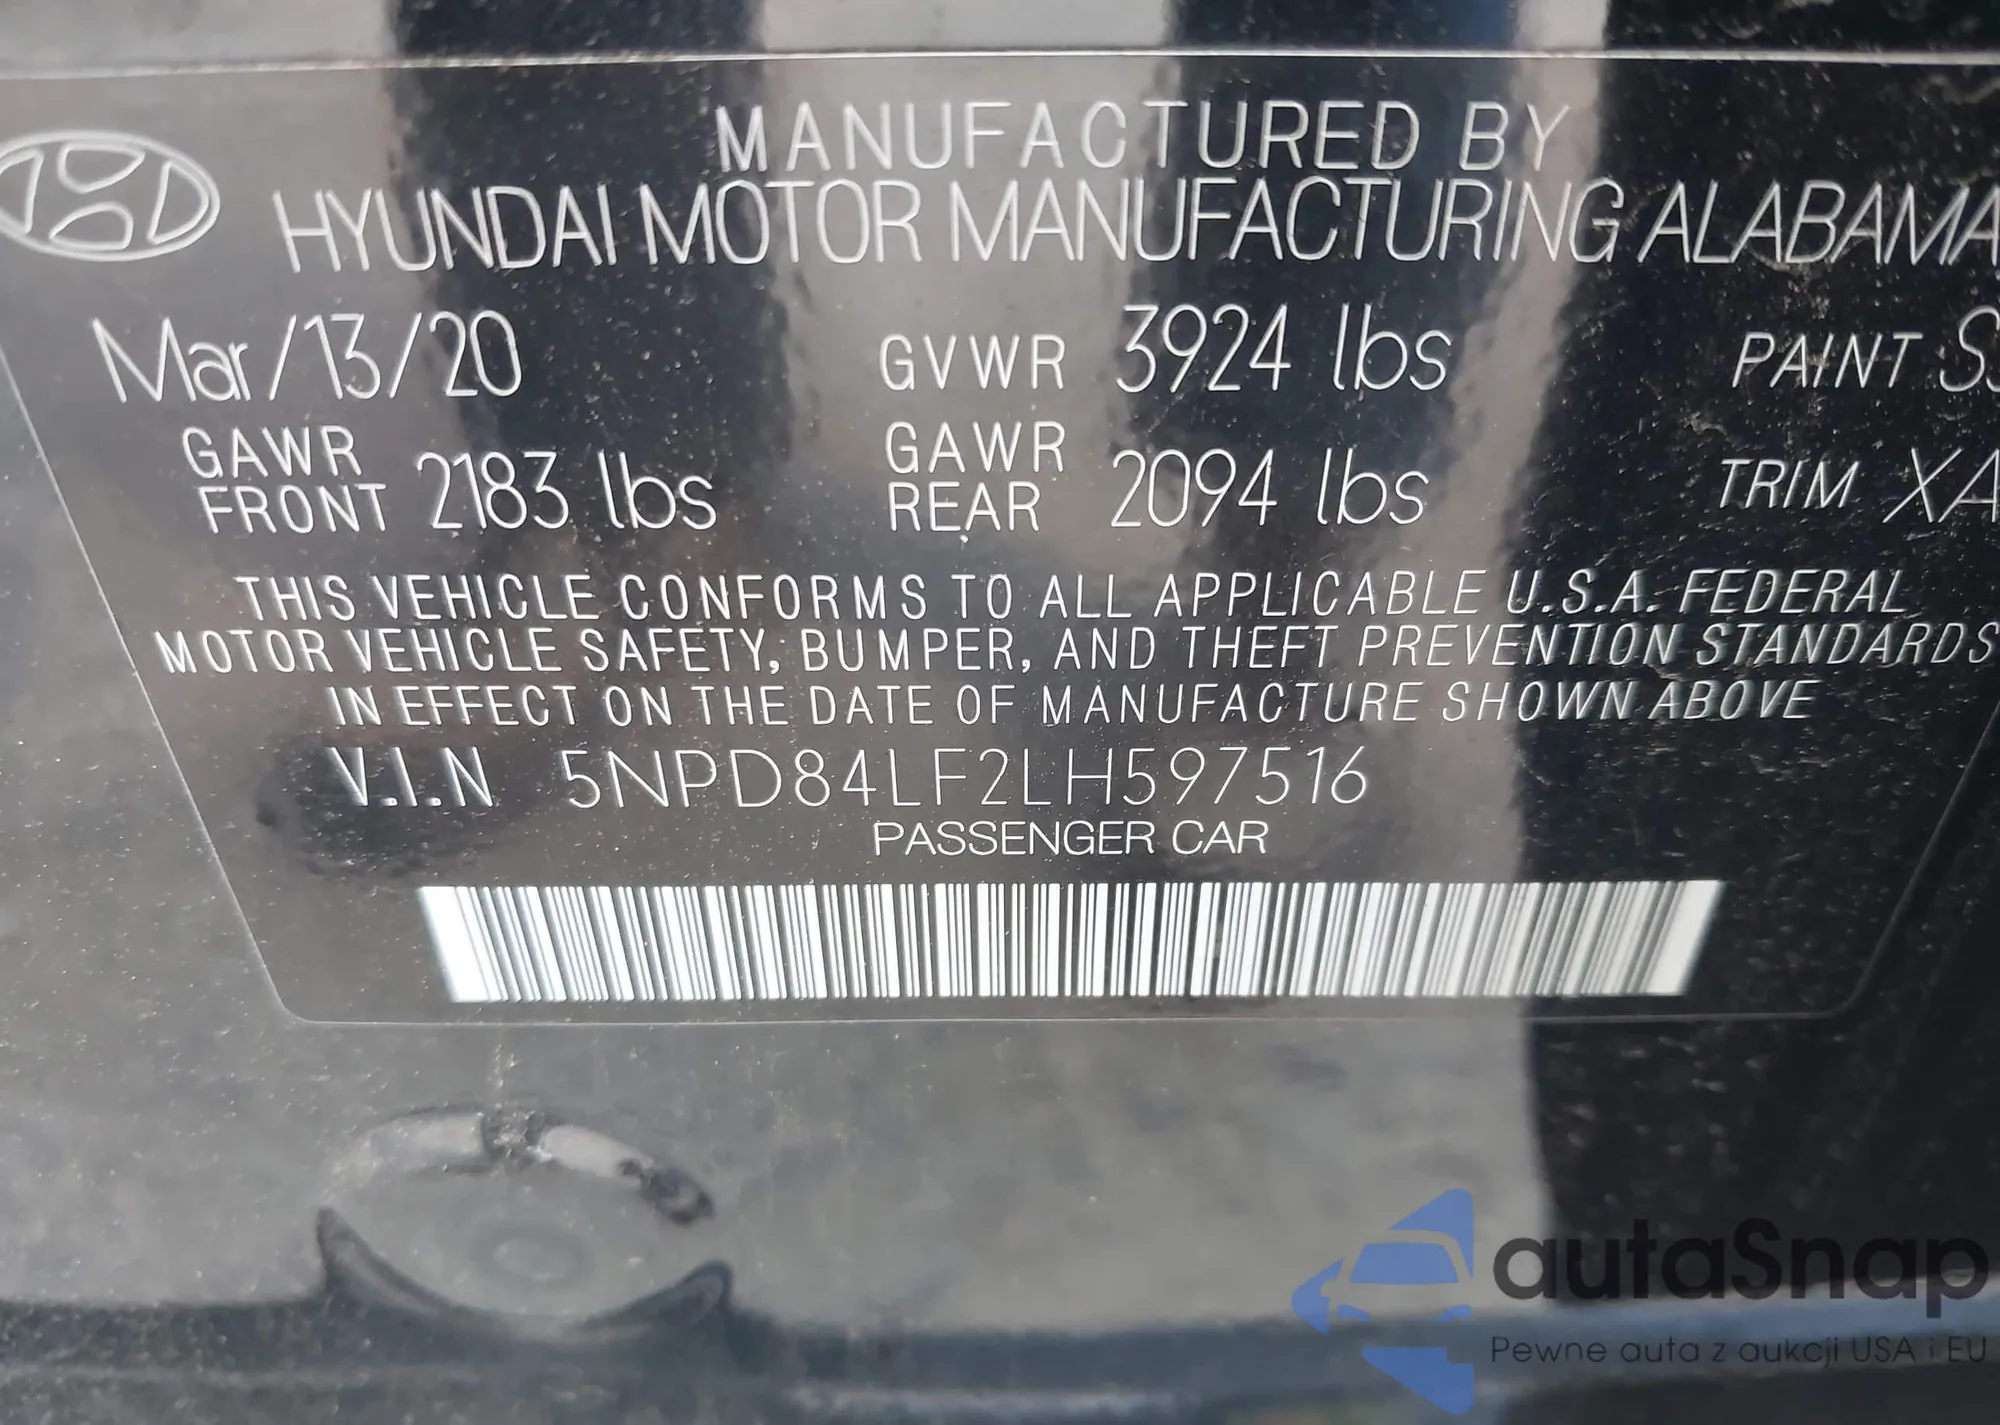 MANUFACTURED BY
HYUNDAI MOTOR MANUFACTURING ALABAMA,
Mar/13/20 GVWR 3924 lbs PAINT
GAWR FRONT 2183 lbs GAWR REAR 2094 lbs TRIM XA
THIS VEHICLE CONFORMS TO ALL APPLICABLE U.S.A. FEDERAL
MOTOR VEHICLE SAFETY, BUMPER, AND THEFT PREVENTION STANDARDS
IN EFFECT ON THE DATE OF MANUFACTURE SHOWN ABOVE
V.I.N 5NPD84LF2LH597516
PASSENGER CAR
autaSnap
Pewne auta z aukcji USA i EU